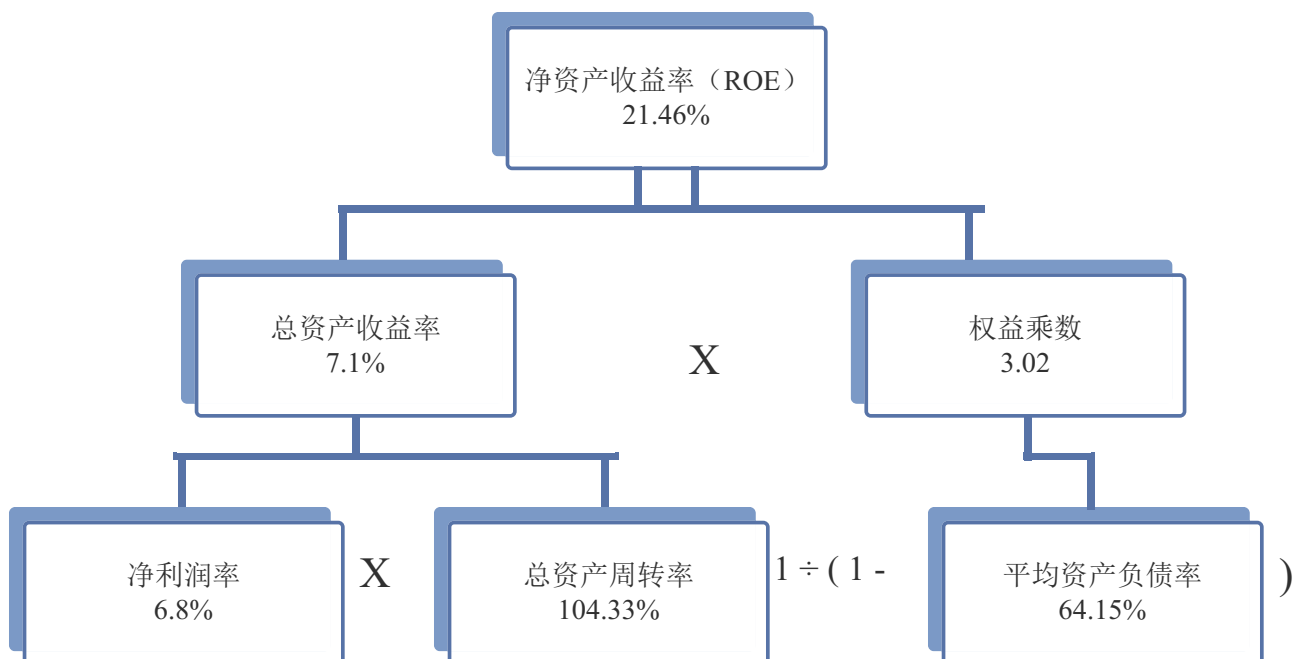 净资产收益率（ROE）
21.46%
总资产收益率
7.1%
X
权益乘数
3.02
净利润率
6.8%
X
总资产周转率
104.33%
1 ÷ ( 1 -
平均资产负债率
64.15%
)